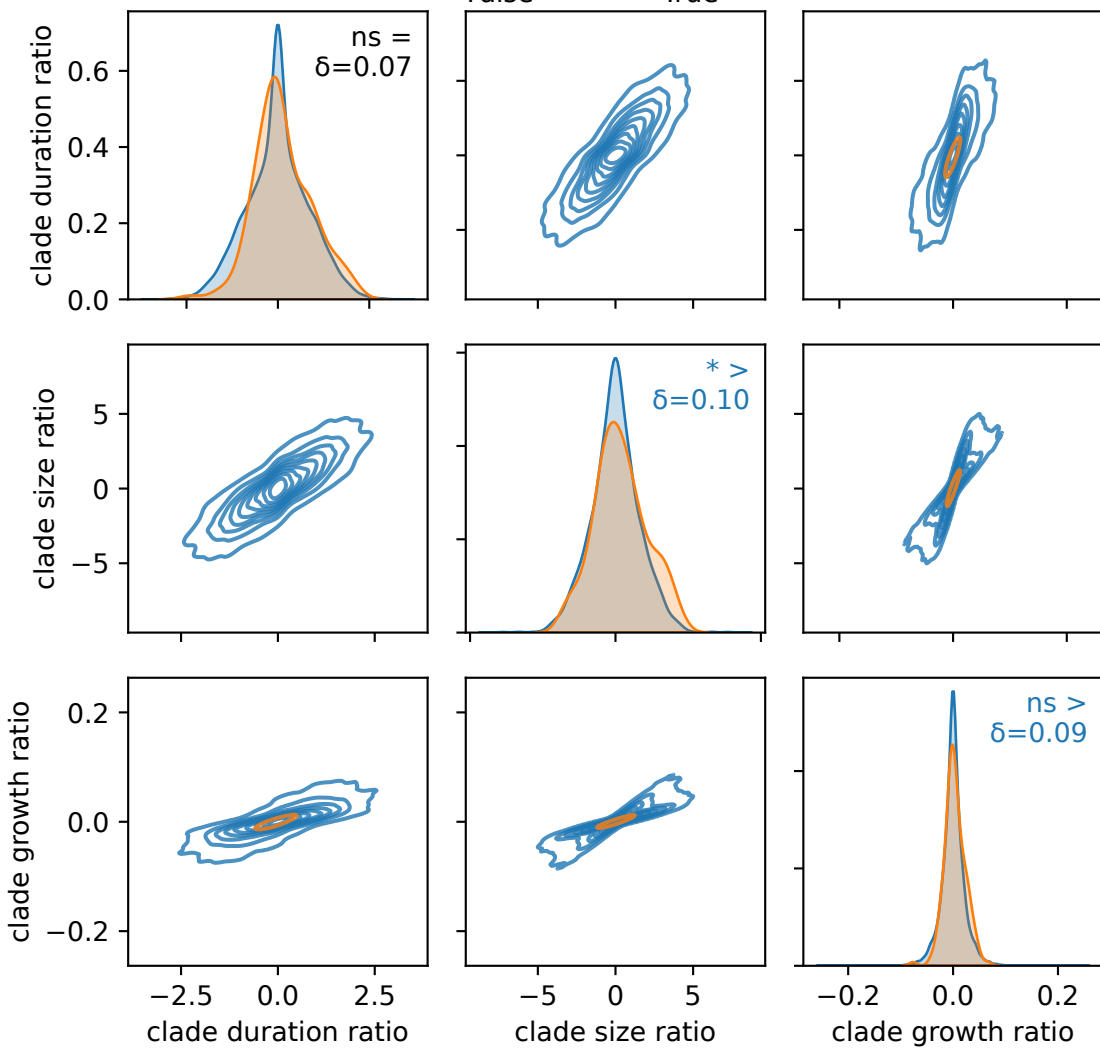 ns =
δ=0.07
clade duration ratio
0.6
0.4
0.2
0.0
* >
δ=0.10
clade size ratio
5
0
−5
ns >
δ=0.09
clade growth ratio
0.2
0.0
−0.2
−2.5 0.0 2.5
−5 0 5
−0.2 0.0 0.2
clade duration ratio
clade size ratio
clade growth ratio